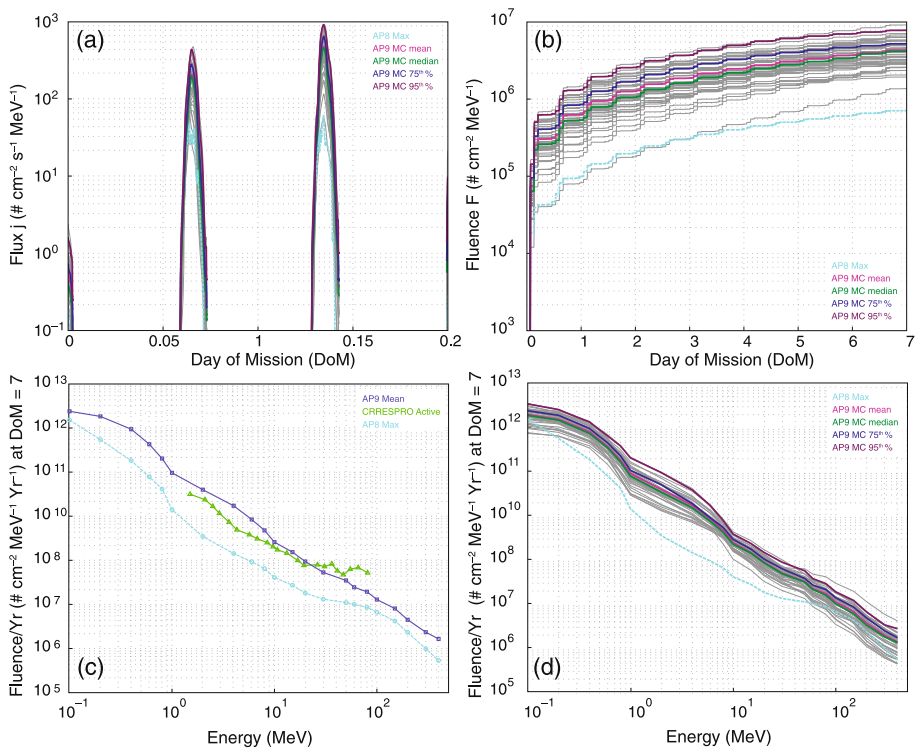 (a)
AP8 Max
AP9 MC mean
AP9 MC median
AP9 MC 75th %
AP9 MC 95th %
Flux j (# cm⁻² s⁻¹ MeV⁻¹)
10³
10²
10¹
10⁰
10⁻¹
0
0.05
0.1
0.15
0.2
Day of Mission (DoM)
(b)
Fluence F (# cm⁻² MeV⁻¹)
10⁷
10⁶
10⁵
10⁴
10³
AP8 Max
AP9 MC mean
AP9 MC median
AP9 MC 75th %
AP9 MC 95th %
0
1
2
3
4
5
6
7
Day of Mission (DoM)
Fluence/Yr (# cm⁻² MeV⁻¹ Yr⁻¹) at DoM = 7
10¹³
10¹²
10¹¹
10¹⁰
10⁹
10⁸
10⁷
10⁶
10⁵
AP9 Mean
CRRESPRO Active
AP8 Max
(c)
10⁻¹
10⁰
10¹
10²
Energy (MeV)
Fluence/Yr (# cm⁻² MeV⁻¹ Yr⁻¹) at DoM = 7
10¹³
10¹²
10¹¹
10¹⁰
10⁹
10⁸
10⁷
10⁶
10⁵
AP8 Max
AP9 MC mean
AP9 MC median
AP9 MC 75th %
AP9 MC 95th %
(d)
10⁻¹
10⁰
10¹
10²
Energy (MeV)